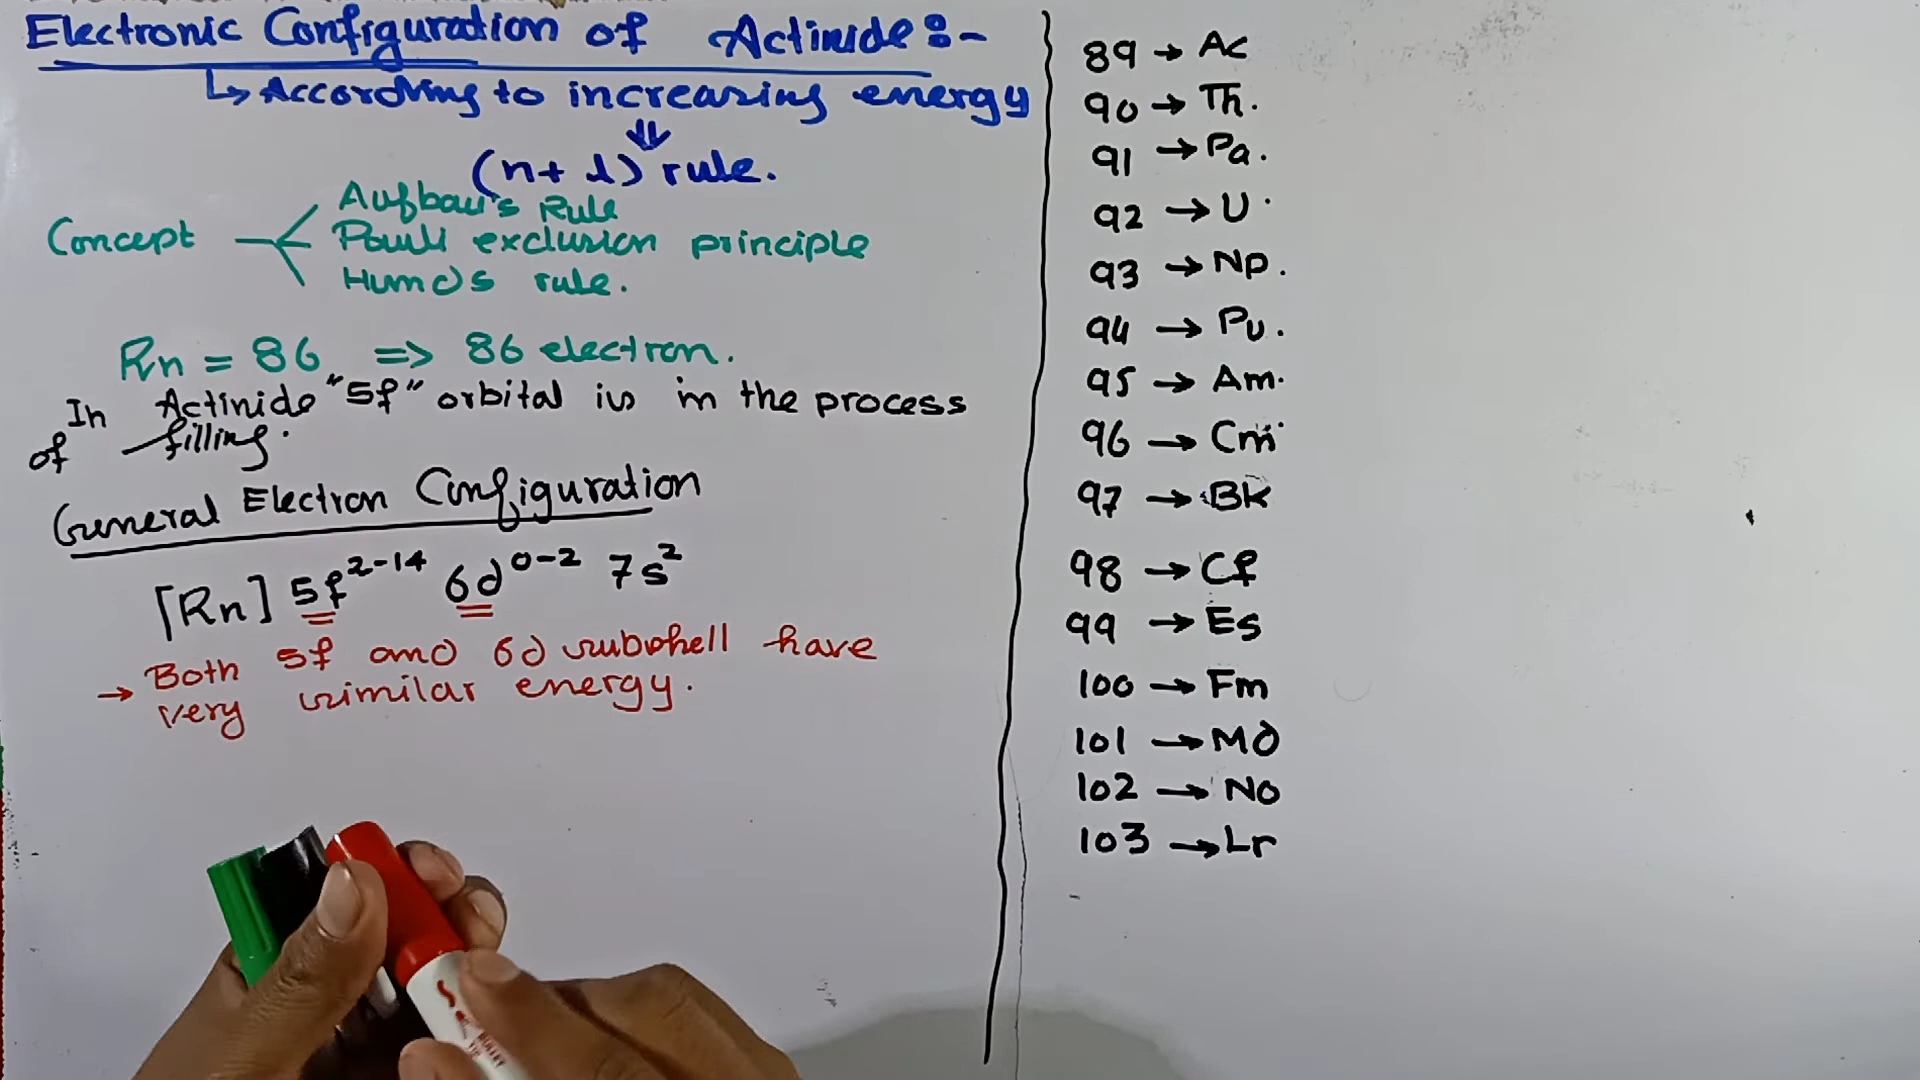 Electronic Configuration of Actinide:-
↳ According to increasing energy
⇓
(n+l) rule.
Concept
Aufbau's Rule
Pauli exclusion principle
Hund's rule.
Rn = 86 => 86 electron.
In Actinide "5f" orbital is in the process
of filling.
General Electron Configuration
[Rn] 5f²⁻¹⁴ 6d⁰⁻² 7s²
→ Both 5f and 6d subshell have
very similar energy.
89 → Ac
90 → Th.
91 → Pa.
92 → U.
93 → Np.
94 → Pu.
95 → Am.
96 → Cm
97 → Bk
98 → Cf
99 → Es
100 → Fm
101 → Md
102 → No
103 → Lr